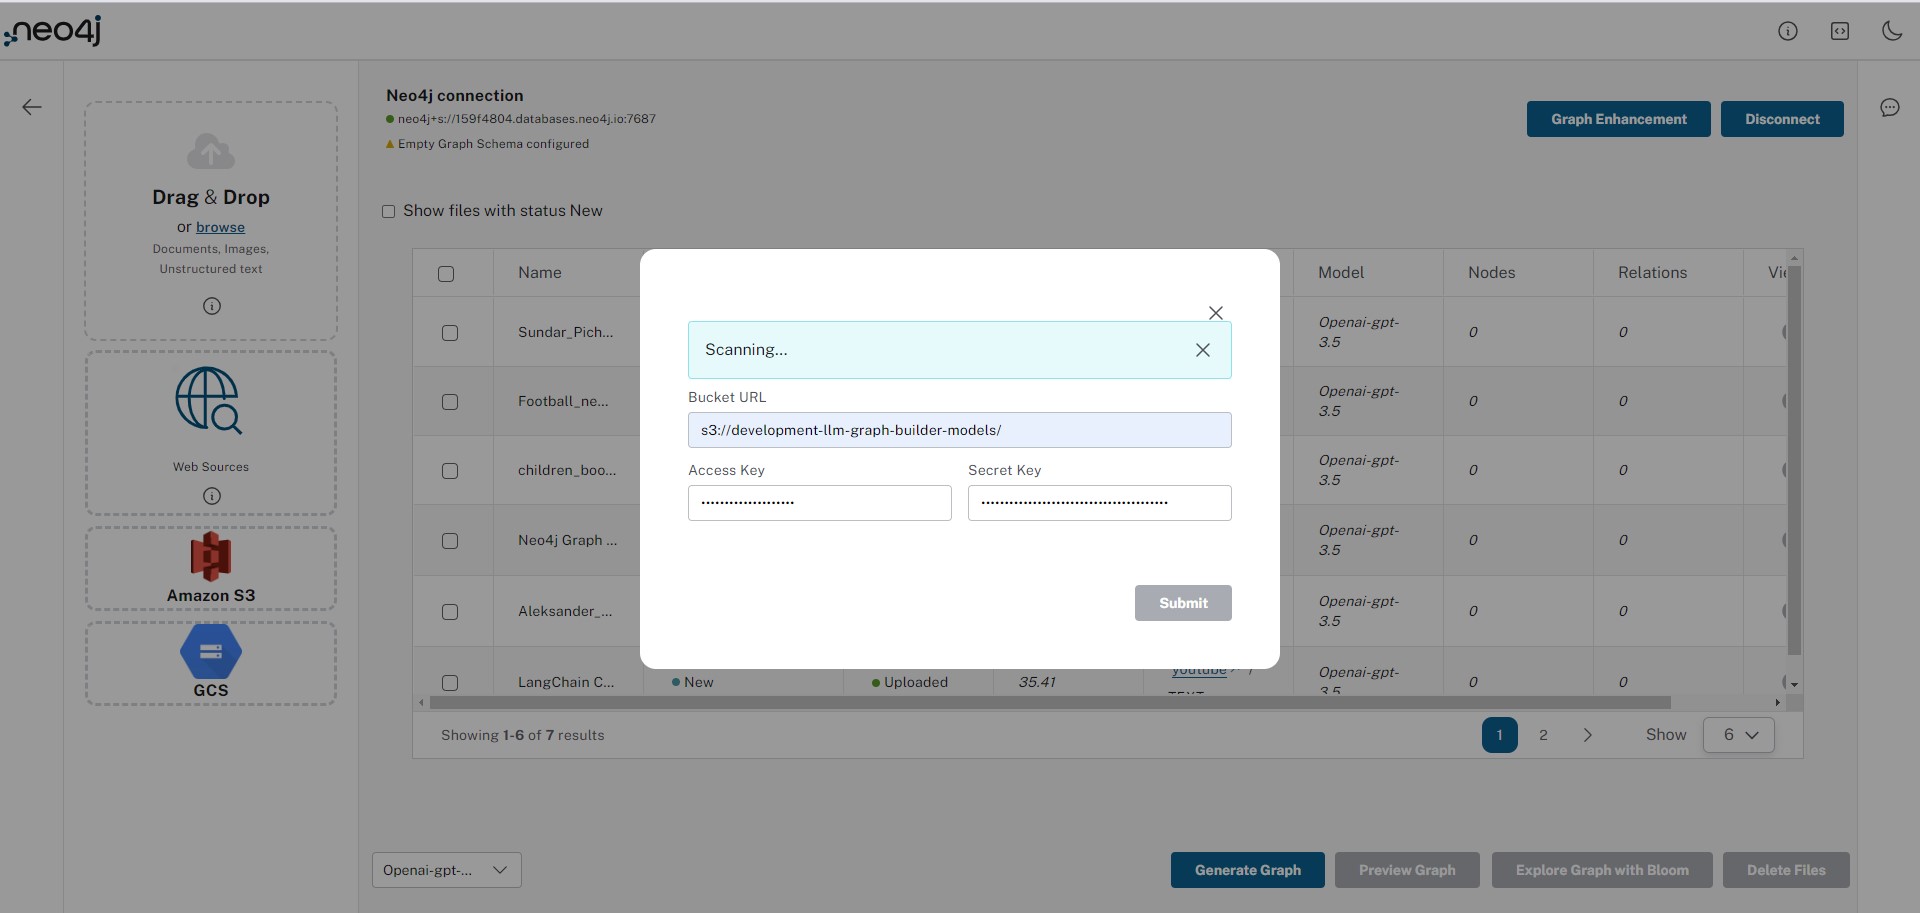 neo4j
Neo4j connection
neo4j+s://159f4804.databases.neo4j.io:7687
Empty Graph Schema configured
Graph Enhancement
Disconnect
Drag & Drop
or browse
Documents, Images,
Unstructured text
Web Sources
Amazon S3
GCS
Show files with status New
Name
Model
Nodes
Relations
Sundar_Pich...
Openai-gpt-
3.5
0
0
Football_ne...
Openai-gpt-
3.5
0
0
children_boo...
Openai-gpt-
3.5
0
0
Neo4j Graph ...
Openai-gpt-
3.5
0
0
Aleksander_...
Openai-gpt-
3.5
0
0
LangChain C...
New
Uploaded
35.41
youtube
/
TEXT
Openai-gpt-
3.5
0
0
Scanning...
Bucket URL
s3://development-llm-graph-builder-models/
Access Key
Secret Key
Submit
Showing 1-6 of 7 results
1
2
Show
6
Openai-gpt-...
Generate Graph
Preview Graph
Explore Graph with Bloom
Delete Files